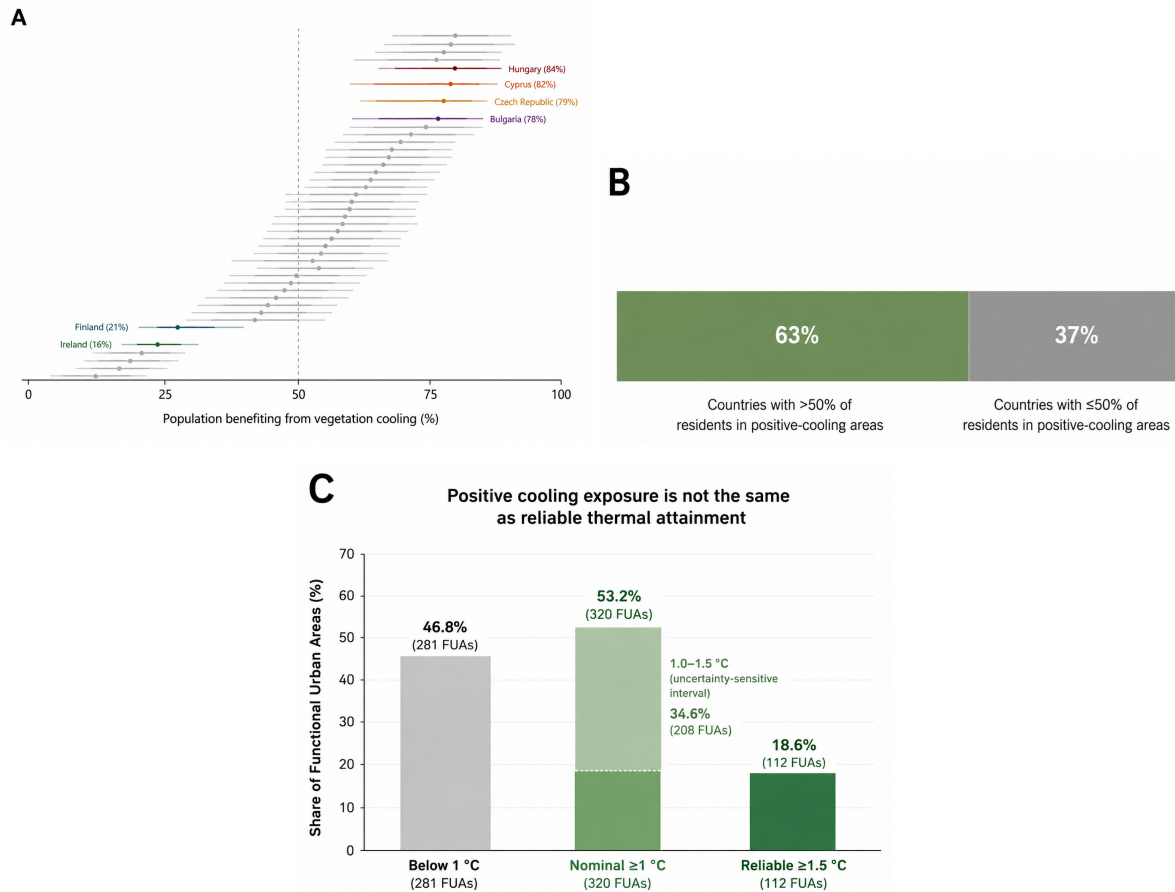 A
Hungary (84%)
Cyprus (82%)
Czech Republic (79%)
Bulgaria (78%)
Finland (21%)
Ireland (16%)
0
25
50
75
100
Population benefiting from vegetation cooling (%)
B
63%
37%
Countries with >50% of
residents in positive-cooling areas
Countries with ≤50% of
residents in positive-cooling areas
C
Positive cooling exposure is not the same
as reliable thermal attainment
Share of Functional Urban Areas (%)
70
60
50
40
30
20
10
0
46.8%
(281 FUAs)
53.2%
(320 FUAs)
1.0–1.5 °C
(uncertainty-sensitive
interval)
34.6%
(208 FUAs)
18.6%
(112 FUAs)
Below 1 °C
(281 FUAs)
Nominal ≥1 °C
(320 FUAs)
Reliable ≥1.5 °C
(112 FUAs)